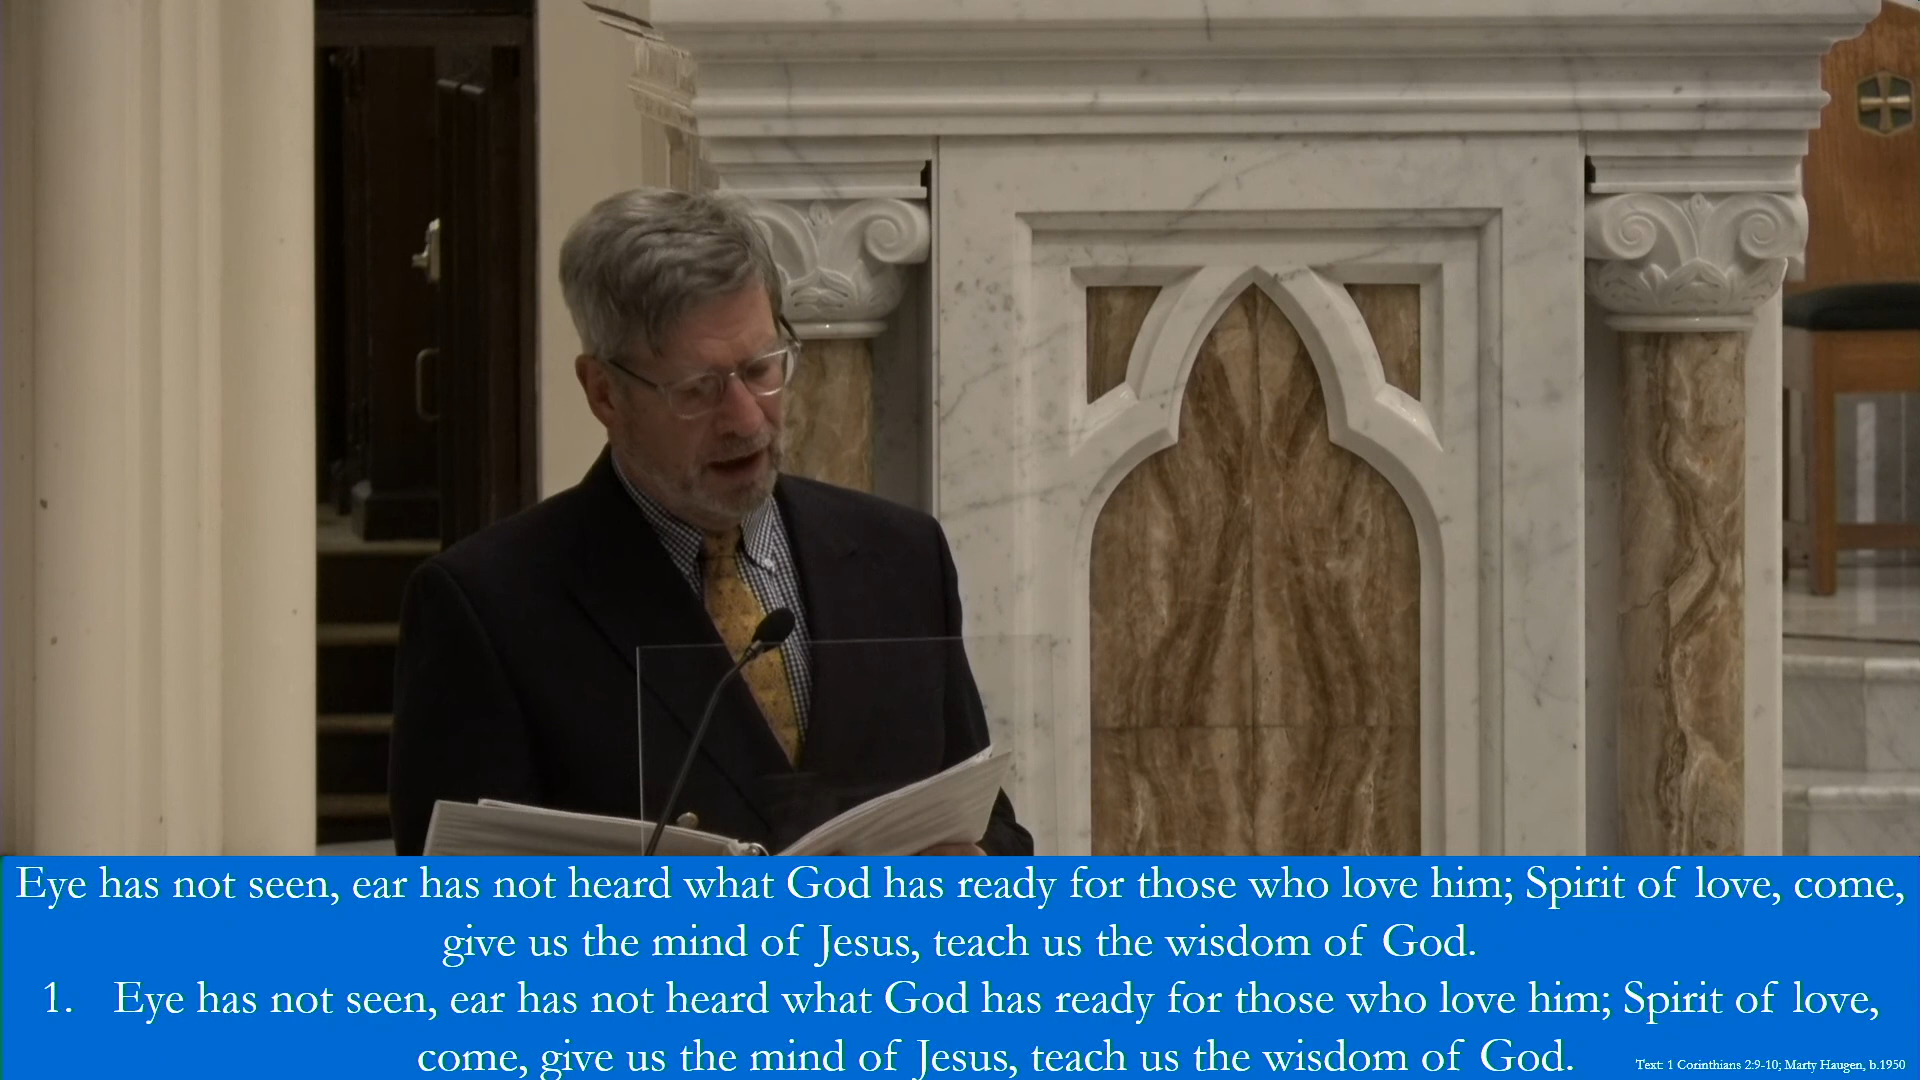 Eye has not seen, ear has not heard what God has ready for those who love him; Spirit of love, come,
give us the mind of Jesus, teach us the wisdom of God.
1. Eye has not seen, ear has not heard what God has ready for those who love him; Spirit of love,
come, give us the mind of Jesus, teach us the wisdom of God.
Text: 1 Corinthians 2:9-10; Marty Haugen, b.1950